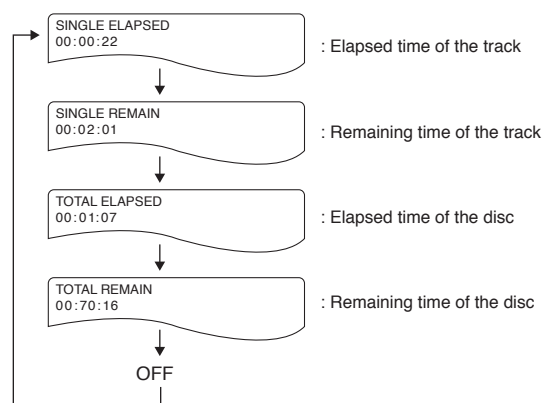 SINGLE ELAPSED
00:00:22
: Elapsed time of the track
SINGLE REMAIN
00:02:01
: Remaining time of the track
TOTAL ELAPSED
00:01:07
: Elapsed time of the disc
TOTAL REMAIN
00:70:16
: Remaining time of the disc
OFF